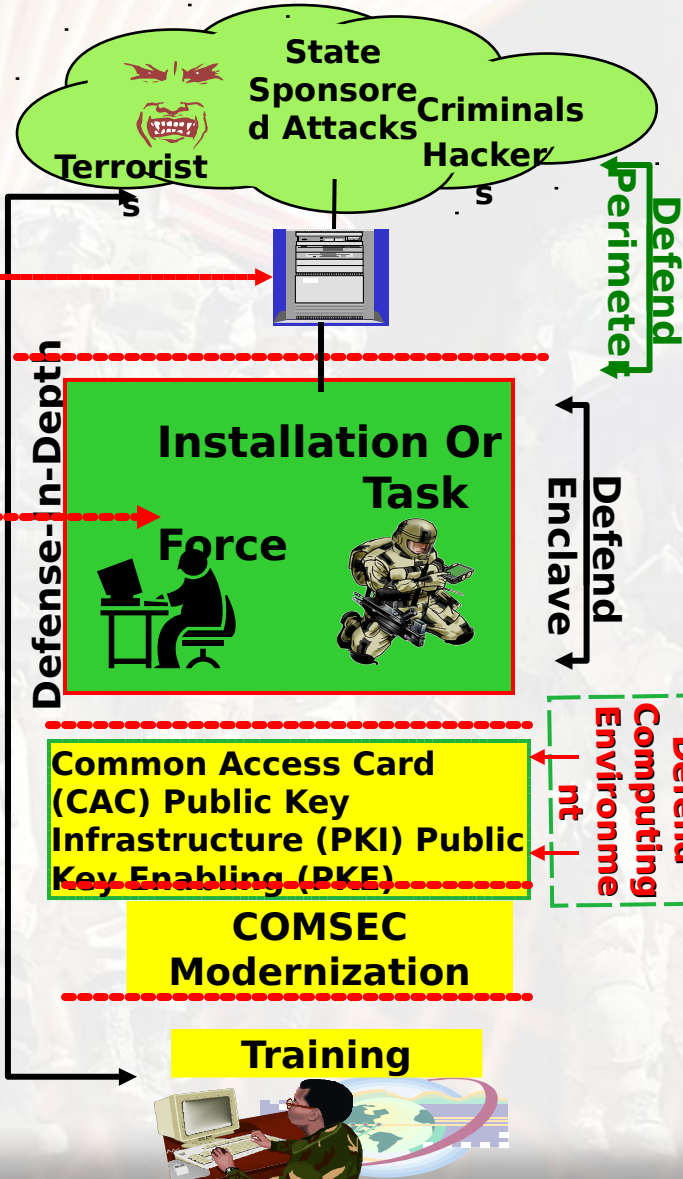 State
Sponsore
d Attacks
Criminals
Hacker
s
Terrorist
s
Defend
Perimeter
Defense-In-Depth
Installation Or
Task
Force
Defend
Enclave
Common Access Card
(CAC) Public Key
Infrastructure (PKI) Public
Key Enabling (PKE)
Defend
Computing
Environme
nt
COMSEC
Modernization
Training